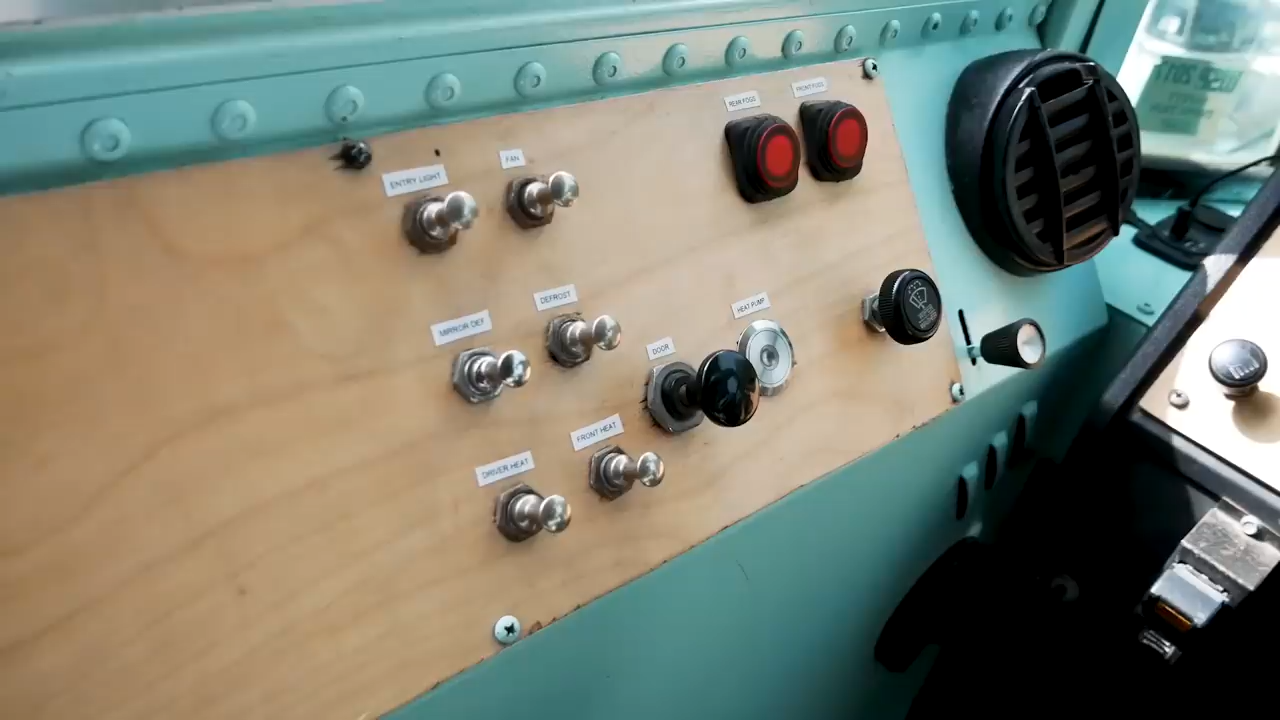 REAR FOGS
FRONT FOGS
ENTRY LIGHT
FAN
MIRROR DEF
DEFROST
HEAT PUMP
DOOR
DRIVER HEAT
FRONT HEAT